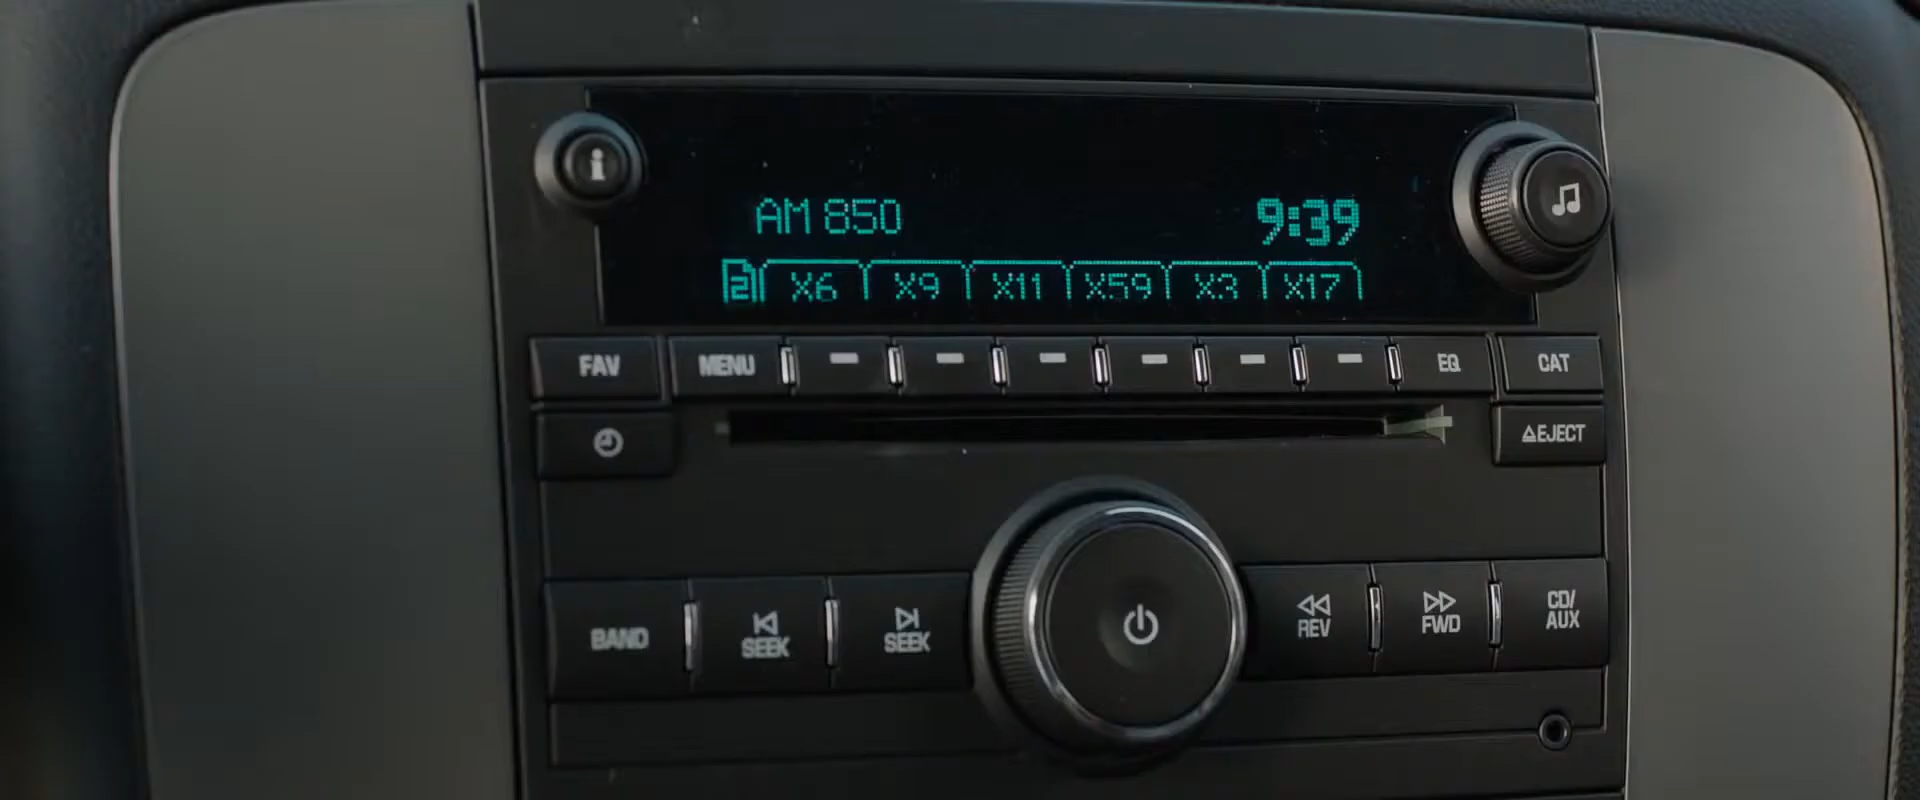 i
AM 850 9:39
2 X6 X9 X11 X59 X3 X17
FAV MENU EQ CAT
≜EJECT
BAND SEEK SEEK REV FWD CD/
AUX